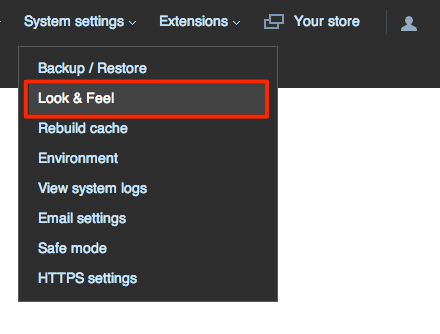 System settings Extensions Your store
Backup / Restore
Look & Feel
Rebuild cache
Environment
View system logs
Email settings
Safe mode
HTTPS settings